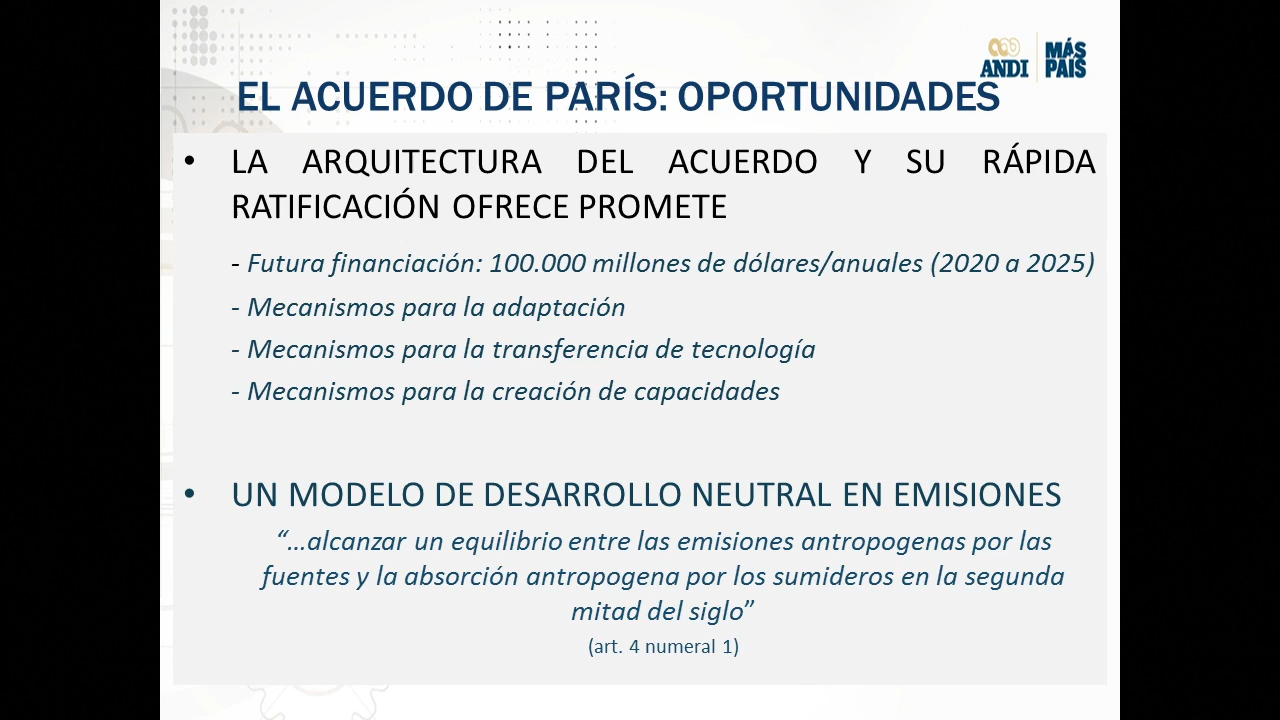 ANDI
MÁS
PAÍS
EL ACUERDO DE PARÍS: OPORTUNIDADES
• LA ARQUITECTURA DEL ACUERDO Y SU RÁPIDA
RATIFICACIÓN OFRECE PROMETE
- Futura financiación: 100.000 millones de dólares/anuales (2020 a 2025)
- Mecanismos para la adaptación
- Mecanismos para la transferencia de tecnología
- Mecanismos para la creación de capacidades
• UN MODELO DE DESARROLLO NEUTRAL EN EMISIONES
“…alcanzar un equilibrio entre las emisiones antropogenas por las
fuentes y la absorción antropogena por los sumideros en la segunda
mitad del siglo”
(art. 4 numeral 1)